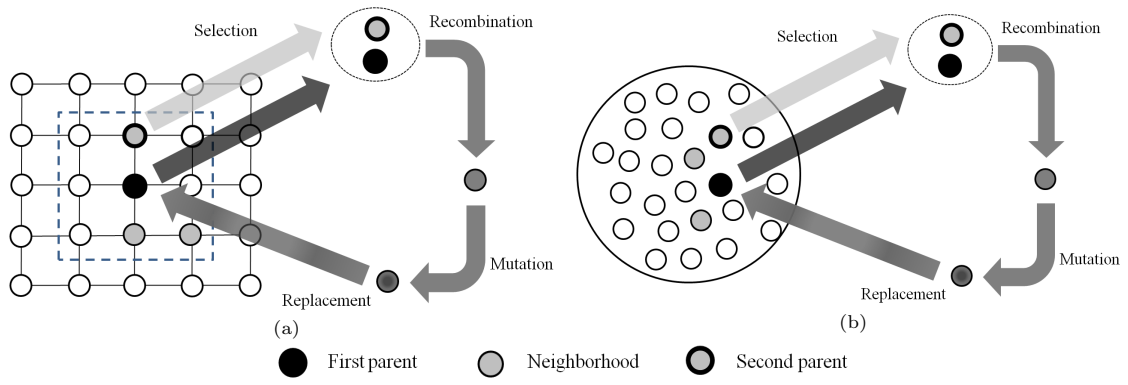 Selection
Recombination
Mutation
Replacement
(a)
Selection
Recombination
Mutation
Replacement
(b)
First parent
Neighborhood
Second parent